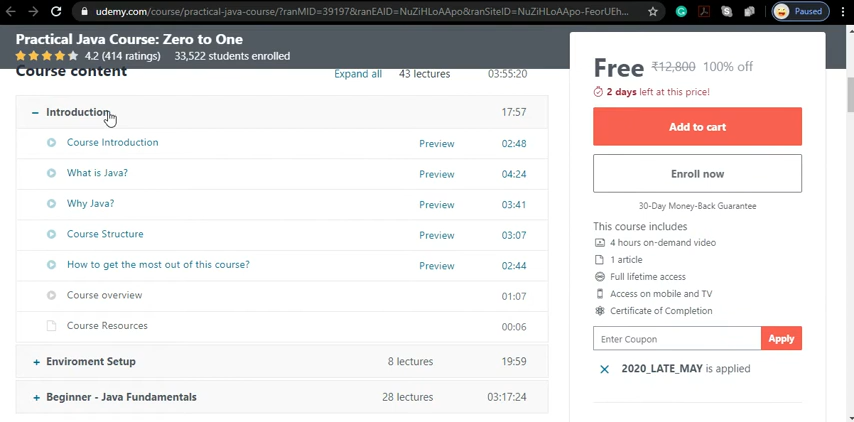 udemy.com/course/practical-java-course/?ranMID=39197&ranEAID=NuZiHLoAApo&ranSiteID=NuZiHLoAApo-FeorUEh...
Paused
Practical Java Course: Zero to One
4.2 (414 ratings) 33,522 students enrolled
Course content
Expand all 43 lectures 03:55:20
Introduction 17:57
Course Introduction Preview 02:48
What is Java? Preview 04:24
Why Java? Preview 03:41
Course Structure Preview 03:07
How to get the most out of this course? Preview 02:44
Course overview 01:07
Course Resources 00:06
+ Enviroment Setup 8 lectures 19:59
+ Beginner - Java Fundamentals 28 lectures 03:17:24
Free ₹12,800 100% off
2 days left at this price!
Add to cart
Enroll now
30-Day Money-Back Guarantee
This course includes
4 hours on-demand video
1 article
Full lifetime access
Access on mobile and TV
Certificate of Completion
Enter Coupon Apply
2020_LATE_MAY is applied